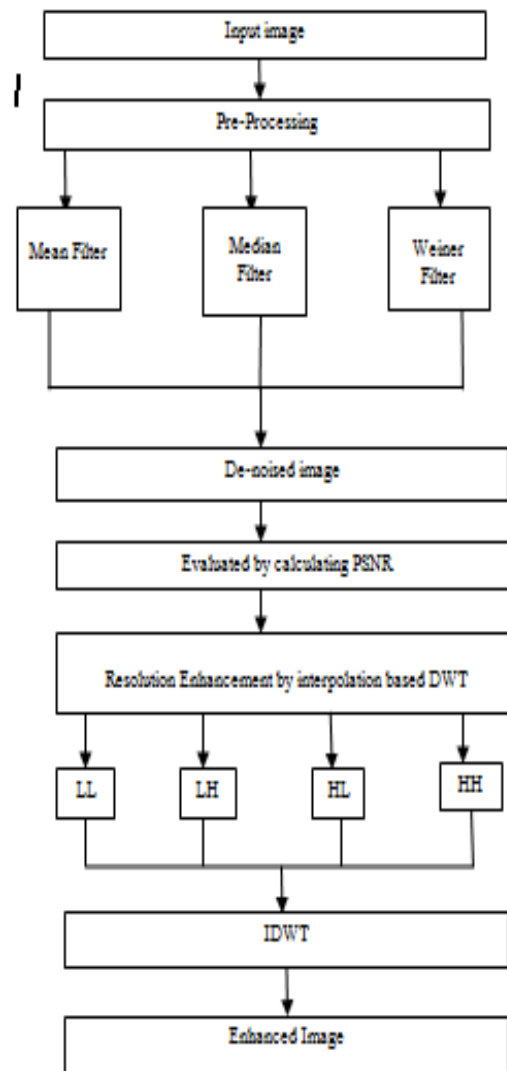 Input image
Pre-Processing
Mean Filter
Median
Filter
Weiner
Filter
De-noised image
Evaluated by calculating PSNR
Resolution Enhancement by interpolation based DWT
LL
LH
HL
HH
IDWT
Enhanced Image